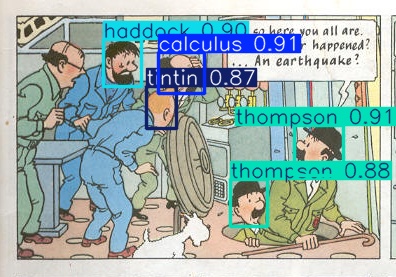 haddock 0.90
calculus 0.91
tintin 0.87
so here you all are.
happened?
... An earthquake?
thompson 0.91
thompson 0.88